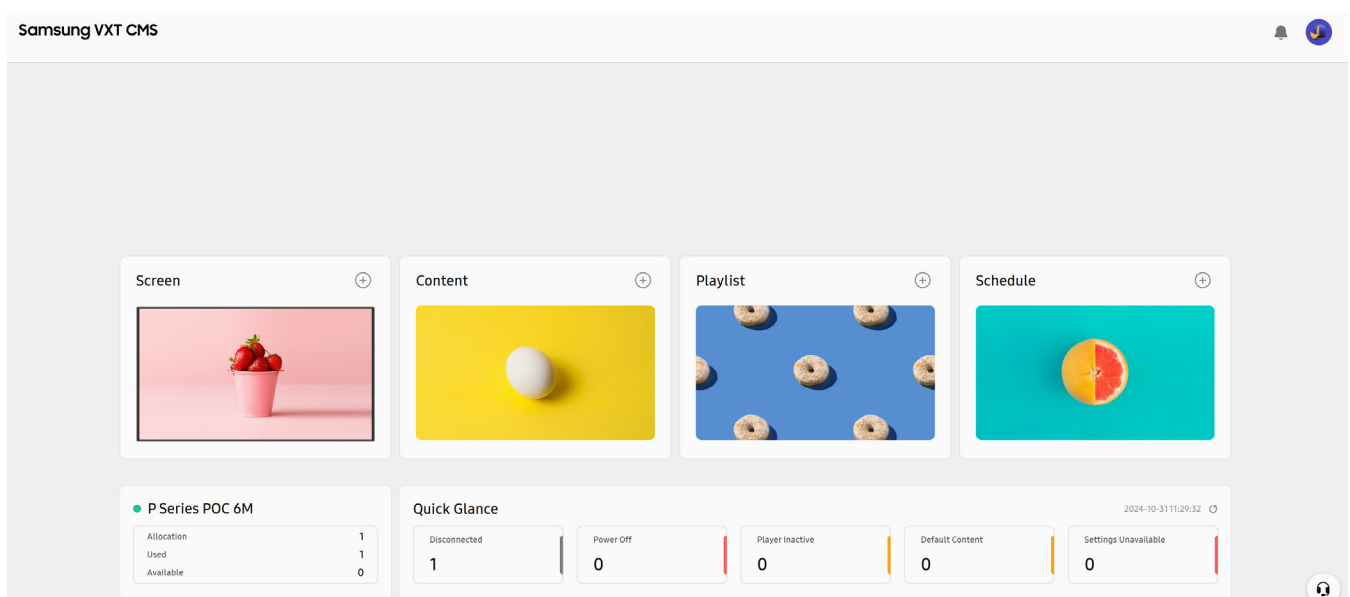 Samsung VXT CMS
Screen
Content
Playlist
Schedule
P Series POC 6M
Allocation 1
Used 1
Available 0
Quick Glance
2024-10-31 11:29:32
Disconnected
1
Power Off
0
Player Inactive
0
Default Content
0
Settings Unavailable
0